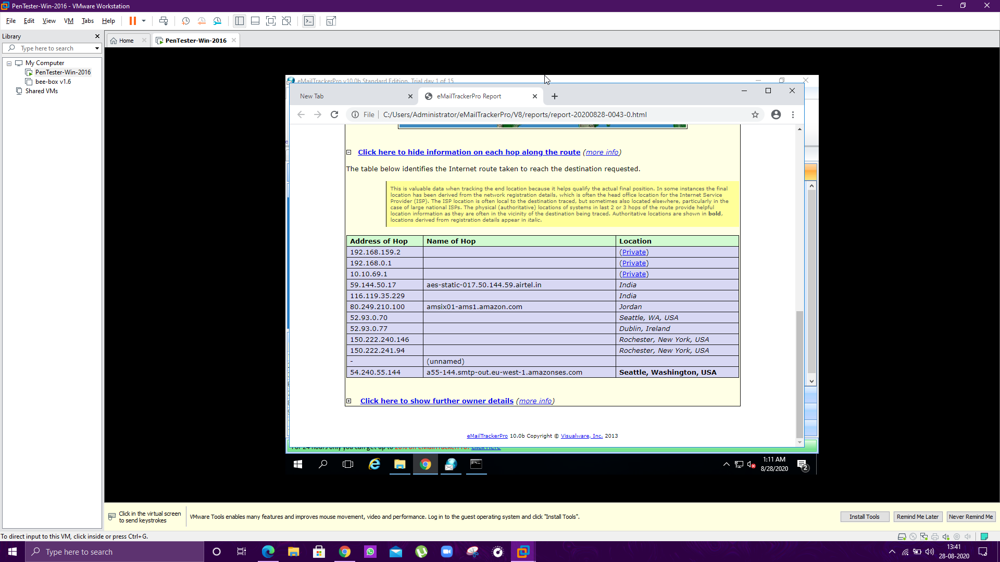 PenTester-Win-2016 - VMware Workstation
File Edit View VM Tabs Help
Library
Type here to search
My Computer
PenTester-Win-2016
bee-box v1.6
Shared VMs
Home
PenTester-Win-2016
eMailTrackerPro v10.0b Standard Edition. Trial day 1 of 15
New Tab
eMailTrackerPro Report
File C:/Users/Administrator/eMailTrackerPro/V8/reports/report-20200828-0043-0.html
Click here to hide information on each hop along the route (more info)
The table below identifies the Internet route taken to reach the destination requested.
This is valuable data when tracking the end location because it helps qualify the actual final position. In some instances the final
location has been derived from the network registration details, which is often the head office location for the Internet Service
Provider (ISP). The ISP location is often local to the destination traced, but sometimes also located elsewhere, particularly in the
case of large national ISPs. The physical (authoritative) locations of systems in last 2 or 3 hops of the route provide helpful
location information as they are often in the vicinity of the destination being traced. Authoritative locations are shown in bold,
locations derived from registration details appear in italic.
Address of Hop Name of Hop Location
192.168.159.2 (Private)
192.168.0.1 (Private)
10.10.69.1 (Private)
59.144.50.17 aes-static-017.50.144.59.airtel.in India
116.119.35.229 India
80.249.210.100 amsix01-ams1.amazon.com Jordan
52.93.0.70 Seattle, WA, USA
52.93.0.77 Dublin, Ireland
150.222.240.146 Rochester, New York, USA
150.222.241.94 Rochester, New York, USA
- (unnamed)
54.240.55.144 a55-144.smtp-out.eu-west-1.amazonses.com Seattle, Washington, USA
Click here to show further owner details (more info)
eMailTrackerPro 10.0b Copyright © Visualware, Inc. 2013
For 24 hours only you can get up to 20% off eMailTrackerPro. Click Here
1:11 AM
8/28/2020
2
Click in the virtual screen
to send keystrokes
VMware Tools enables many features and improves mouse movement, video and performance. Log in to the guest operating system and click "Install Tools".
Install Tools Remind Me Later Never Remind Me
To direct input to this VM, click inside or press Ctrl+G.
Type here to search
13:41
28-08-2020